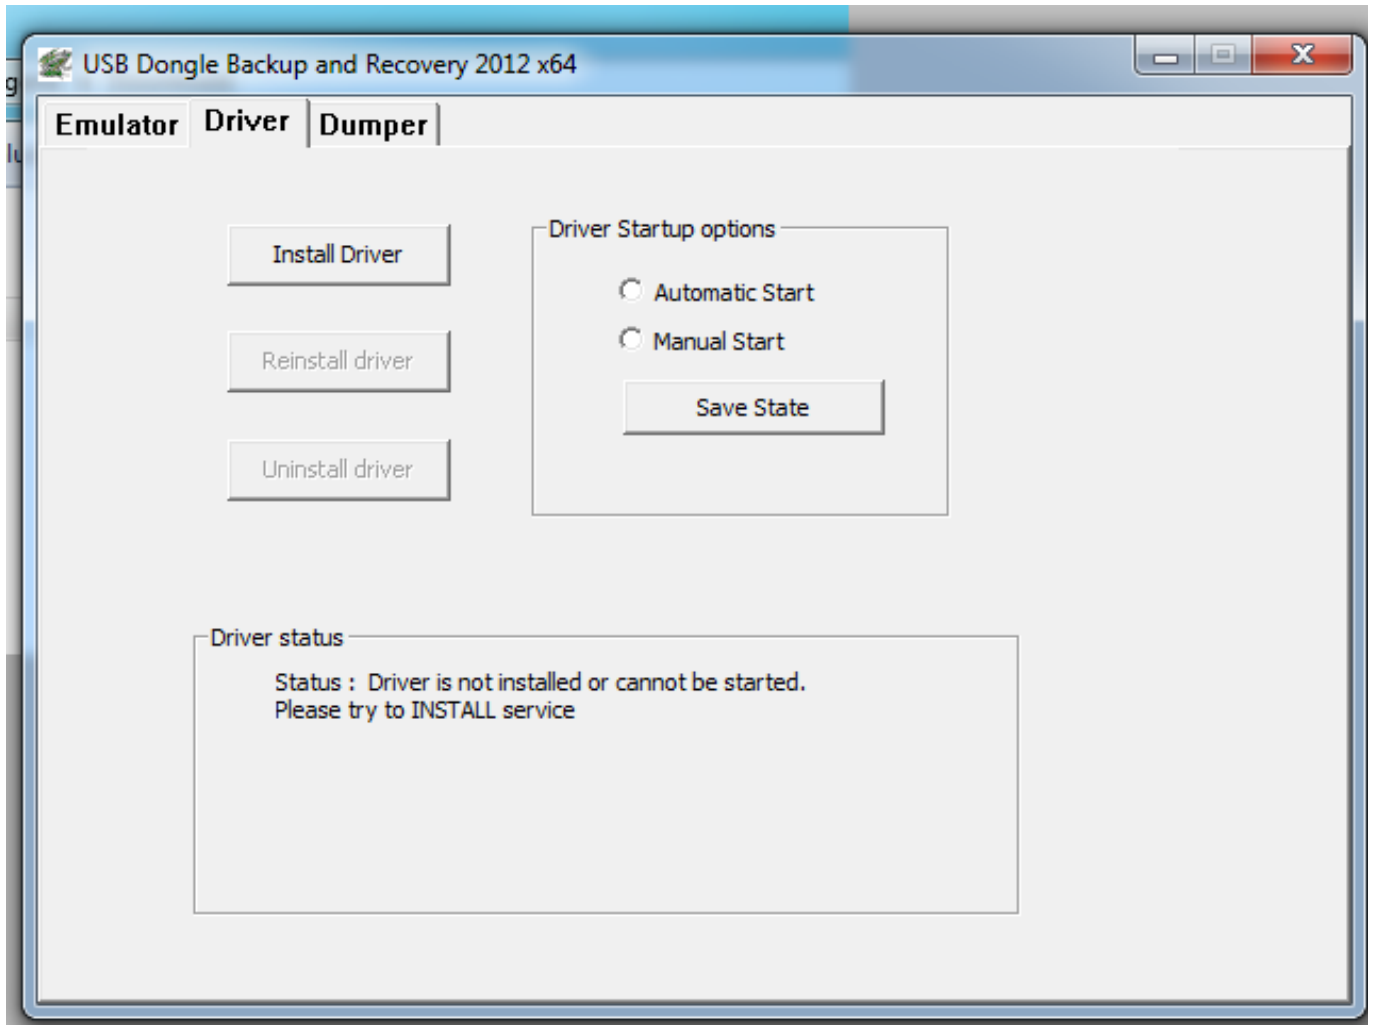 USB Dongle Backup and Recovery 2012 x64
Emulator Driver Dumper
Install Driver
Reinstall driver
Uninstall driver
Driver Startup options
Automatic Start
Manual Start
Save State
Driver status
Status : Driver is not installed or cannot be started.
Please try to INSTALL service